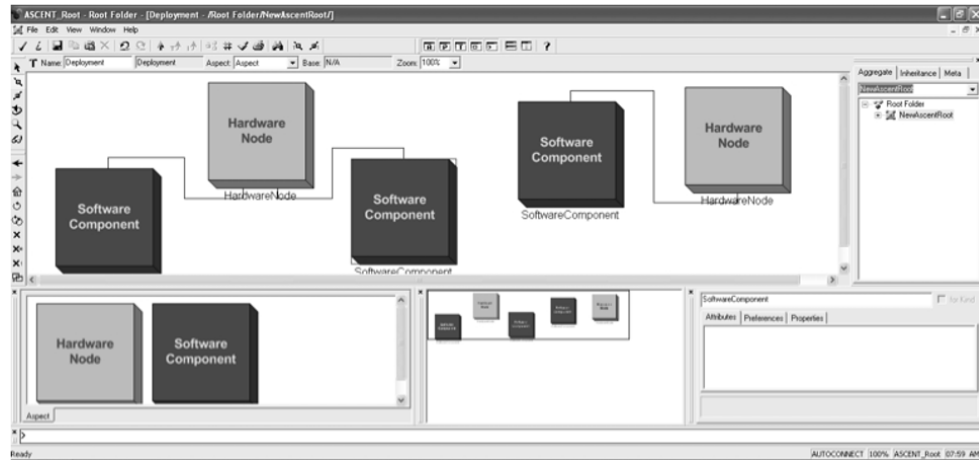 ASCENT_Root - Root Folder - [Deployment - /Root Folder/NewAscentRoot/]
File Edit View Window Help
Name: Deployment Deployment Aspect: Aspect Base: N/A Zoom: 100%
Hardware
Node
HardwareNode
Software
Component
Software
Component
SoftwareComponent
Software
Component
SoftwareComponent
Hardware
Node
HardwareNode
Aggregate Inheritance Meta
NewAscentRoot
Root Folder
NewAscentRoot
Hardware
Node
Software
Component
Aspect
SoftwareComponent for Kind
Attributes Preferences Properties
Ready AUTOCONNECT 100% ASCENT_Root 07:59